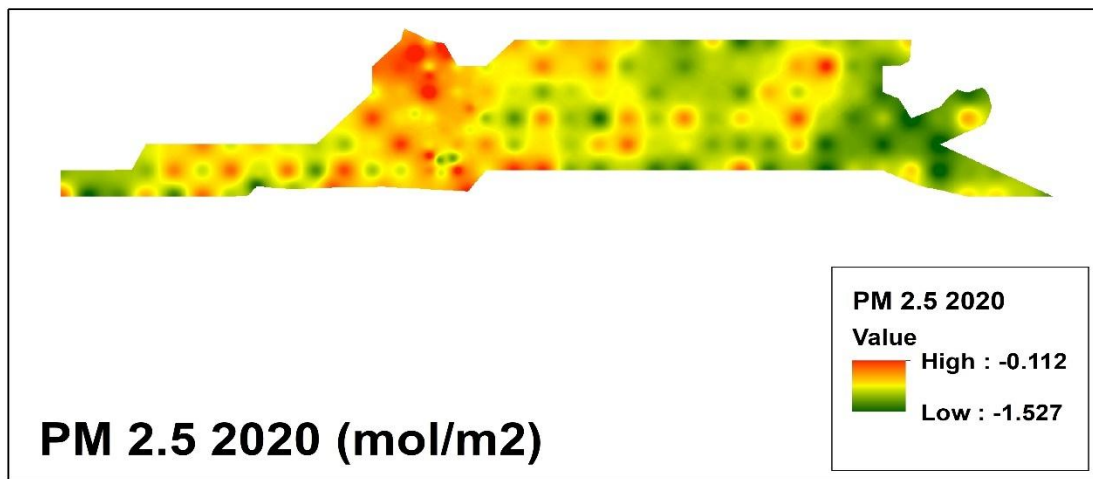 PM 2.5 2020
Value
High : -0.112
Low : -1.527
PM 2.5 2020 (mol/m2)